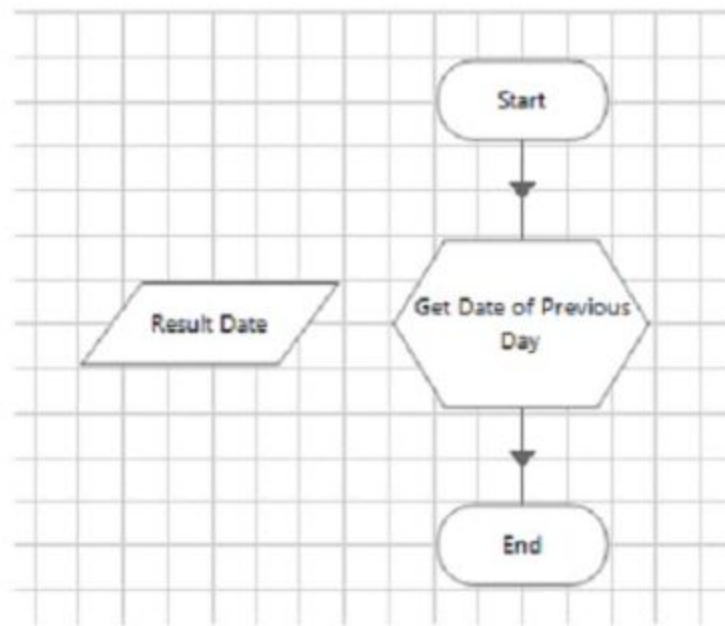 Start
Result Date
Get Date of Previous
Day
End